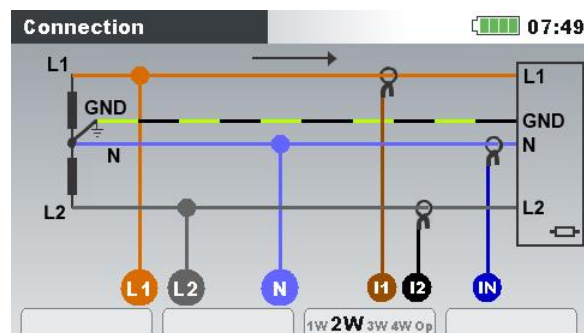 Connection 07:49
L1 L1
GND GND
N N
L2 L2
L1 L2 N I1 I2 IN
1W 2W 3W 4W Op